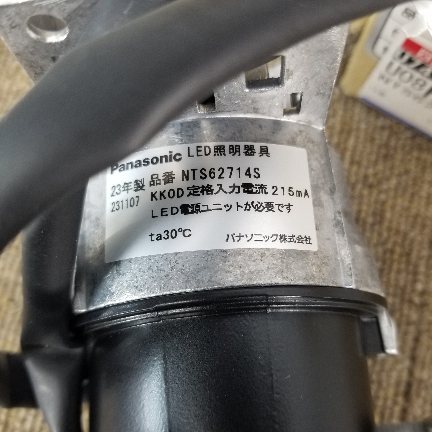 Panasonic LED照明器具
23年製 品番 NTS62714S
231107 KKOD 定格入力電流 215mA
LED電源ユニットが必要です
ta30℃ パナソニック株式会社